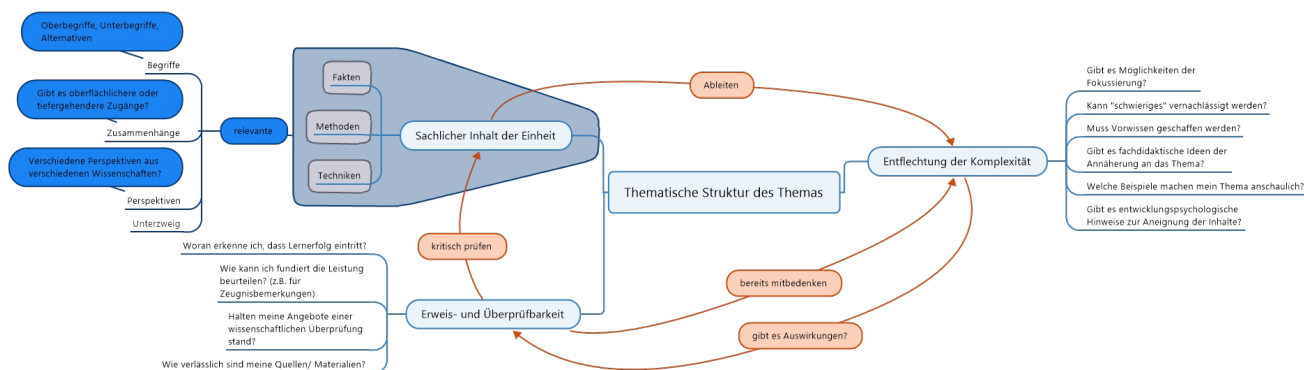 Oberbegriffe, Unterbegriffe,
Alternativen
Begriffe
Gibt es oberflächlichere oder
tiefergehendere Zugänge?
Zusammenhänge
Verschiedene Perspektiven aus
verschiedenen Wissenschaften?
Perspektiven
Unterzweig
relevante
Fakten
Methoden
Techniken
Sachlicher Inhalt der Einheit
Ableiten
Thematische Struktur des Themas
Entflechtung der Komplexität
Gibt es Möglichkeiten der
Fokussierung?
Kann "schwieriges" vernachlässigt werden?
Muss Vorwissen geschaffen werden?
Gibt es fachdidaktische Ideen der
Annäherung an das Thema?
Welche Beispiele machen mein Thema anschaulich?
Gibt es entwicklungspsychologische
Hinweise zur Aneignung der Inhalte?
kritisch prüfen
bereits mitbedenken
gibt es Auswirkungen?
Erweis- und Überprüfbarkeit
Woran erkenne ich, dass Lernerfolg eintritt?
Wie kann ich fundiert die Leistung
beurteilen? (z.B. für
Zeugnisbemerkungen)
Halten meine Angebote einer
wissenschaftlichen Überprüfung
stand?
Wie verlässlich sind meine Quellen/ Materialien?